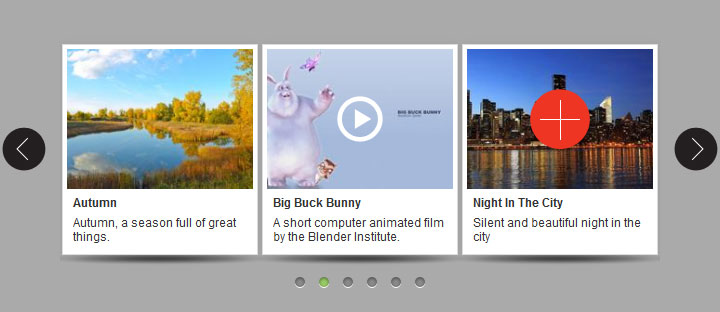 Autumn
Autumn, a season full of great
things.
BIG BUCK BUNNY
Big Buck Bunny
A short computer animated film
by the Blender Institute.
Night In The City
Silent and beautiful night in the
city